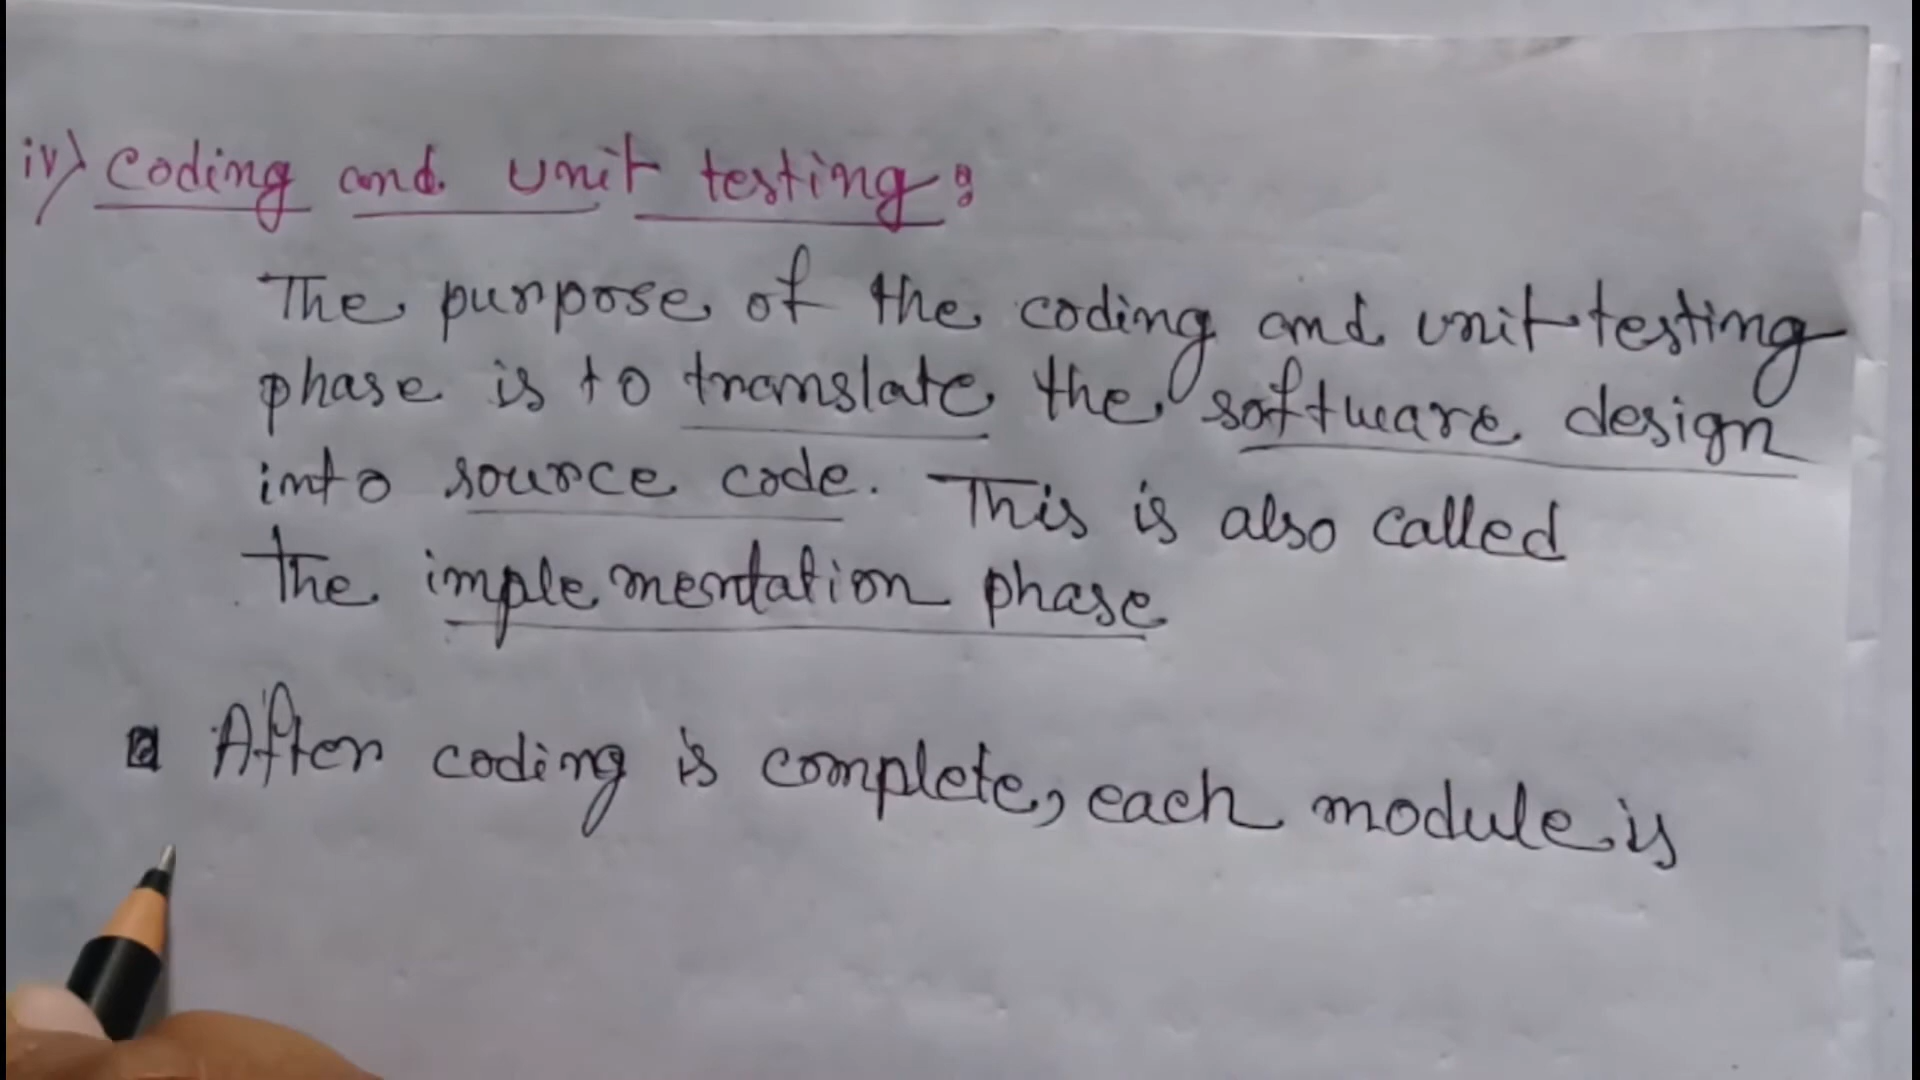 iv) Coding and unit testing:
The purpose of the coding and unit testing
phase is to translate the software design
into source code. This is also called
the implementation phase
After coding is complete, each module is